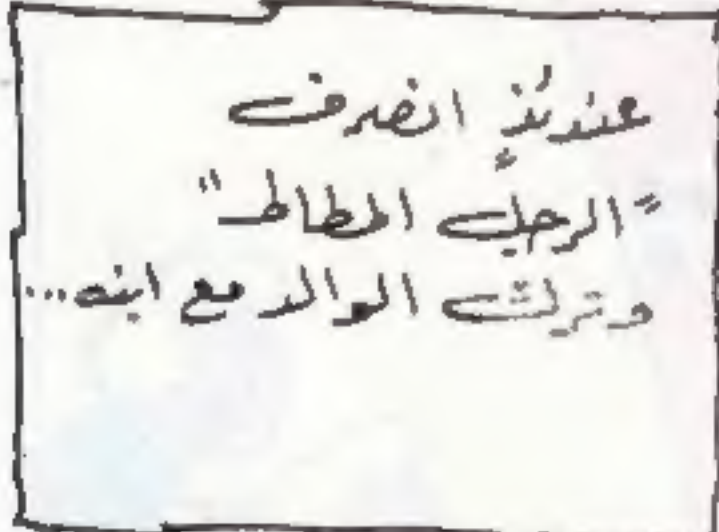 عندئذٍ انصرف
"الرجل المطاط"
وترك الوالد مع ابنه...